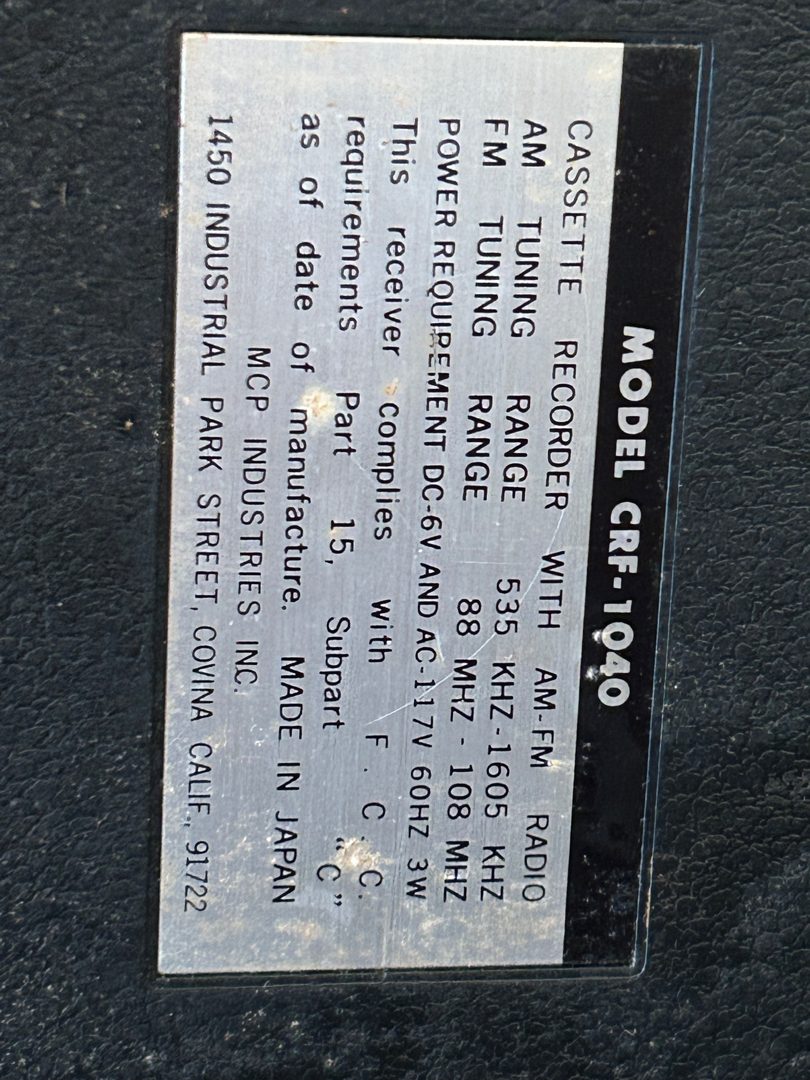 MODEL CRF-1040
CASSETTE RECORDER WITH AM-FM RADIO
AM TUNING RANGE 535 KHZ-1605 KHZ
FM TUNING RANGE 88 MHZ - 108 MHZ
POWER REQUIREMENT DC-6V AND AC-117V 60HZ 3W
This receiver complies with F. C. C.
requirements Part 15, Subpart "C"
as of date of manufacture. MADE IN JAPAN
MCP INDUSTRIES INC.
1450 INDUSTRIAL PARK STREET, COVINA CALIF., 91722